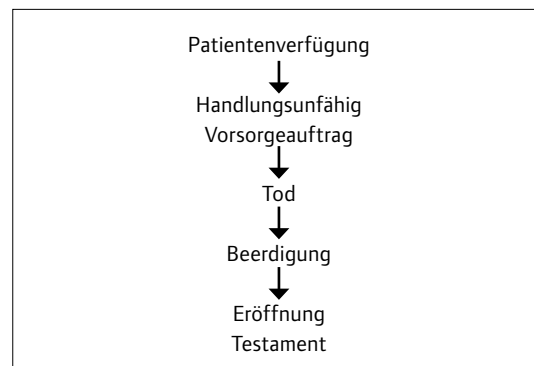 Patientenverfügung
Handlungsunfähig
Vorsorgeauftrag
Tod
Beerdigung
Eröffnung
Testament